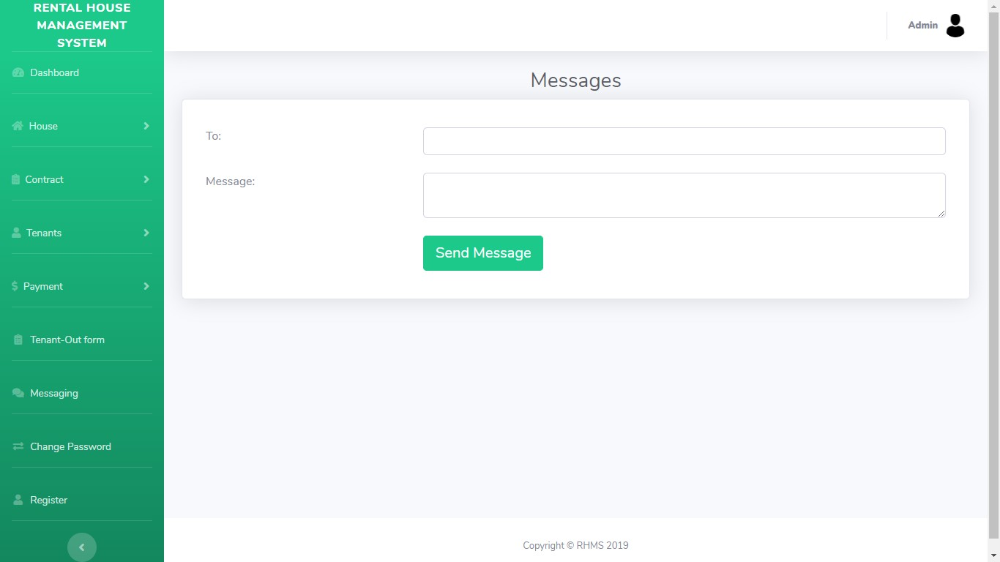 RENTAL HOUSE
MANAGEMENT
SYSTEM
Admin
Dashboard
House
Contract
Tenants
Payment
Tenant-Out form
Messaging
Change Password
Register
Messages
To:
Message:
Send Message
Copyright © RHMS 2019